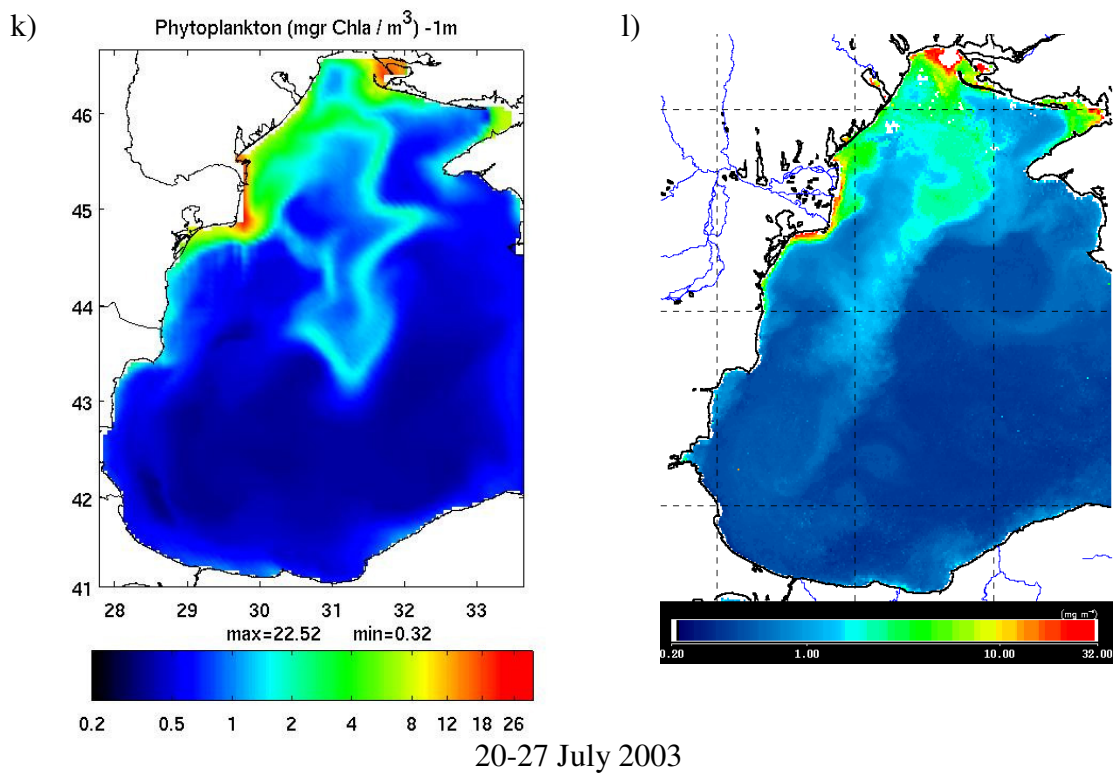 k)
Phytoplankton (mgr Chla / m³) -1m
46
45
44
43
42
41
28 29 30 31 32 33
max=22.52 min=0.32
0.2 0.5 1 2 4 8 12 18 26
l)
(mg m⁻³)
0.20 1.00 10.00 32.00
20-27 July 2003